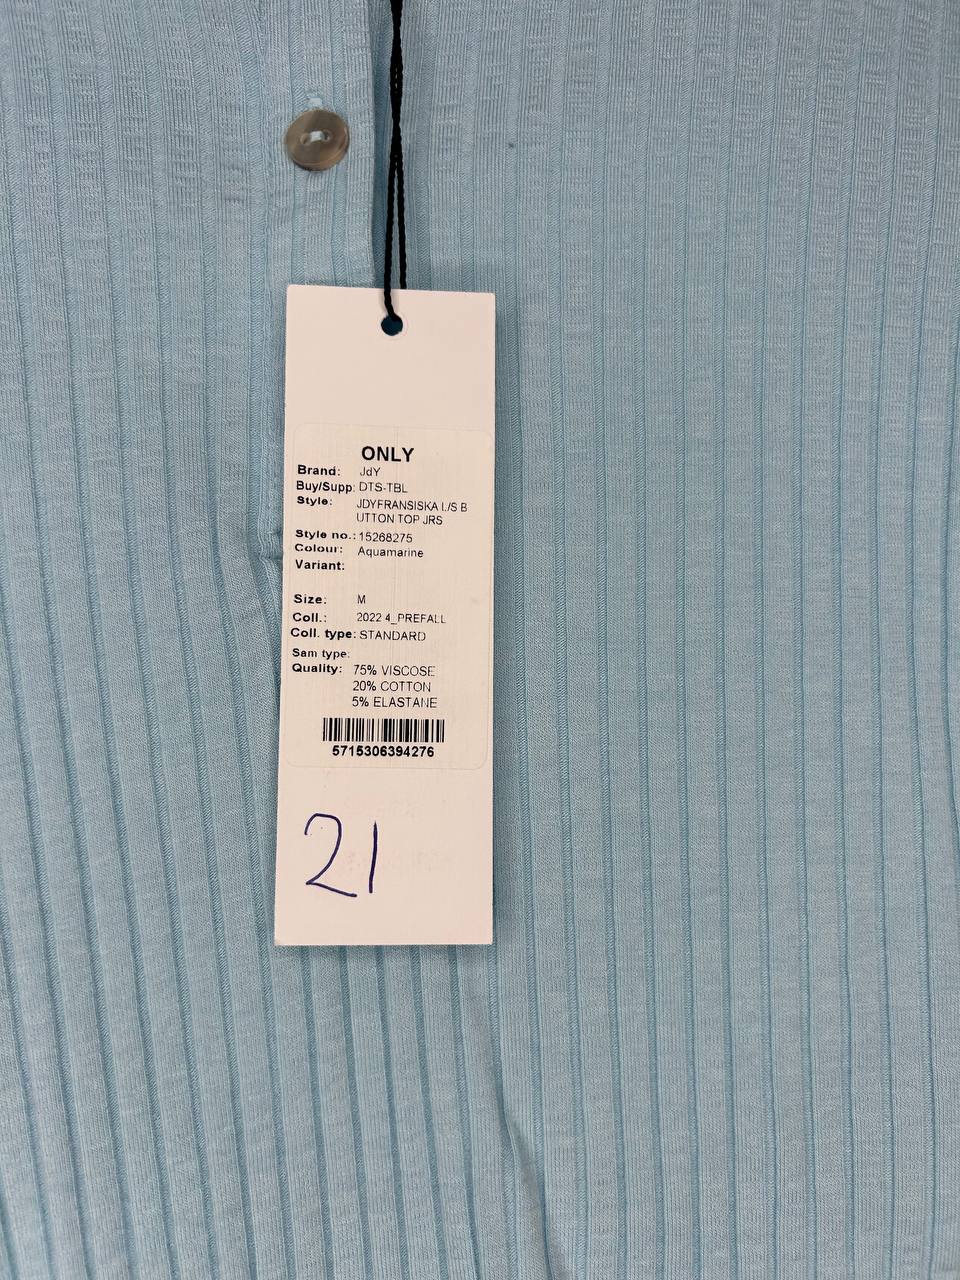 ONLY
Brand: JdY
Buy/Supp: DTS-TBL
Style: JDYFRANSISKA L/S B
UTTON TOP JRS
Style no.: 15268275
Colour: Aquamarine
Variant:
Size: M
Coll.: 2022 4_PREFALL
Coll. type: STANDARD
Sam type:
Quality: 75% VISCOSE
20% COTTON
5% ELASTANE
5715306394276
21